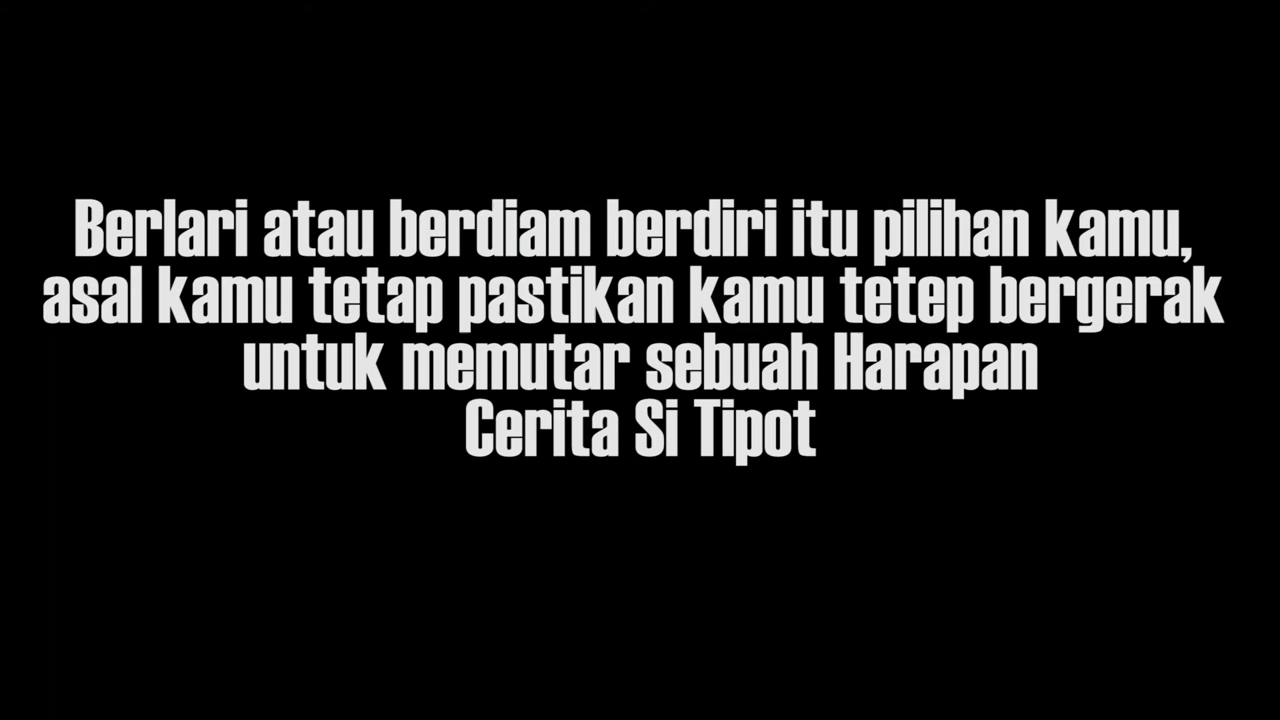 Berlari atau berdiam berdiri itu pilihan kamu,
asal kamu tetap pastikan kamu tetep bergerak
untuk memutar sebuah Harapan
Cerita Si Tipot